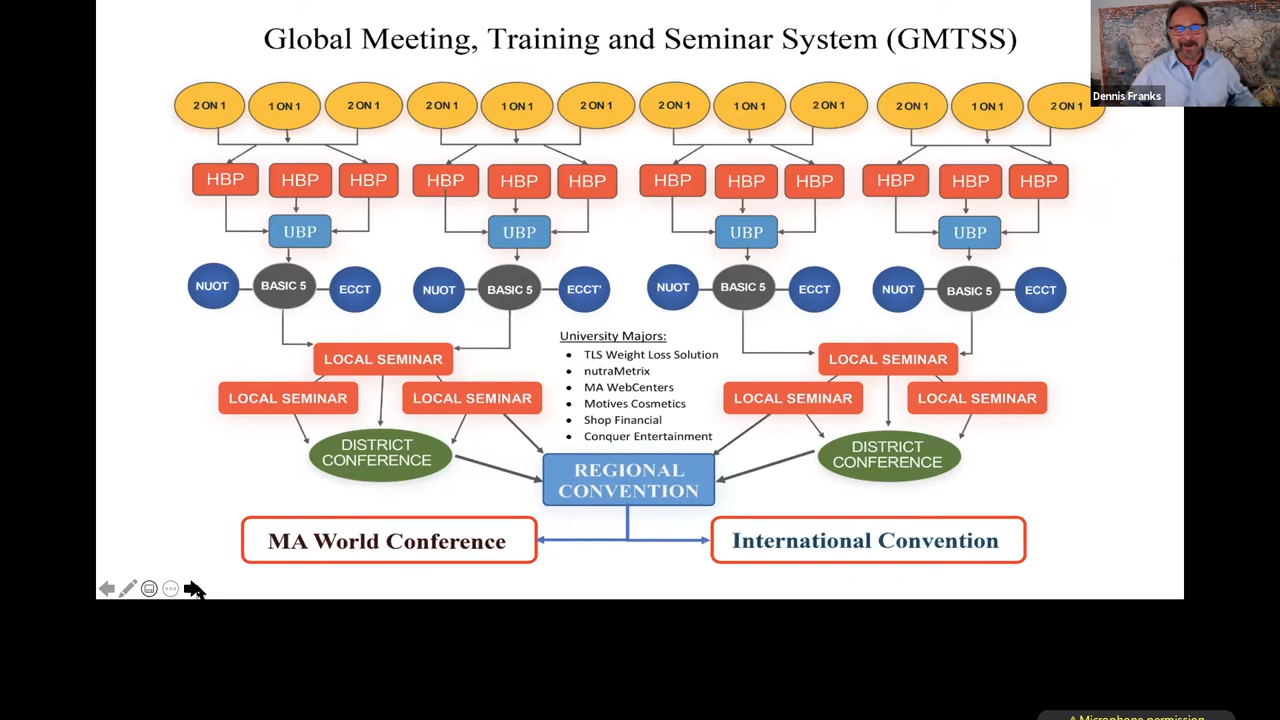 Global Meeting, Training and Seminar System (GMTSS)
Dennis Franks
2 ON 1 1 ON 1 2 ON 1 2 ON 1 1 ON 1 2 ON 1 2 ON 1 1 ON 1 2 ON 1 2 ON 1 1 ON 1 2 ON 1
HBP HBP HBP HBP HBP HBP HBP HBP HBP HBP HBP HBP
UBP UBP UBP UBP
NUOT BASIC 5 ECCT NUOT BASIC 5 ECCT' NUOT BASIC 5 ECCT NUOT BASIC 5 ECCT
University Majors:
• TLS Weight Loss Solution
• nutraMetrix
• MA WebCenters
• Motives Cosmetics
• Shop Financial
• Conquer Entertainment
LOCAL SEMINAR LOCAL SEMINAR
LOCAL SEMINAR LOCAL SEMINAR LOCAL SEMINAR LOCAL SEMINAR
DISTRICT
CONFERENCE
DISTRICT
CONFERENCE
REGIONAL
CONVENTION
MA World Conference International Convention
A Microphone permission